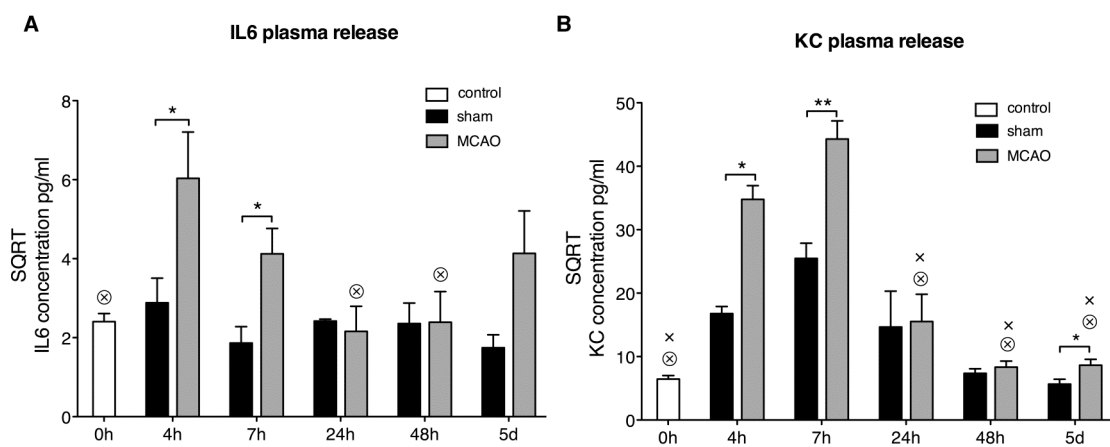 A
IL6 plasma release
control
sham
MCAO
SQRT
IL6 concentration pg/ml
8
6
4
2
0
*
*
0h
4h
7h
24h
48h
5d
B
KC plasma release
control
sham
MCAO
SQRT
KC concentration pg/ml
50
40
30
20
10
0
*
**
*
0h
4h
7h
24h
48h
5d